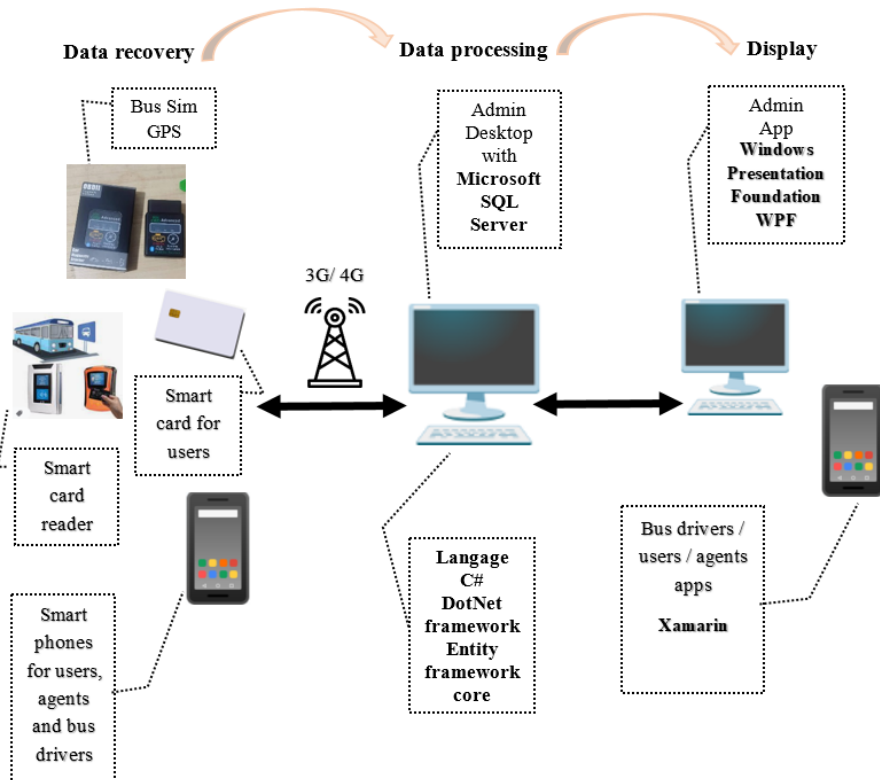 Data recovery
Data processing
Display
Bus Sim
GPS
Admin
Desktop
with
Microsoft
SQL
Server
Admin
App
Windows
Presentation
Foundation
WPF
3G/ 4G
Smart
card for
users
Smart
card
reader
Smart
phones
for users,
agents
and bus
drivers
Langage
C#
DotNet
framework
Entity
framework
core
Bus drivers /
users / agents
apps
Xamarin